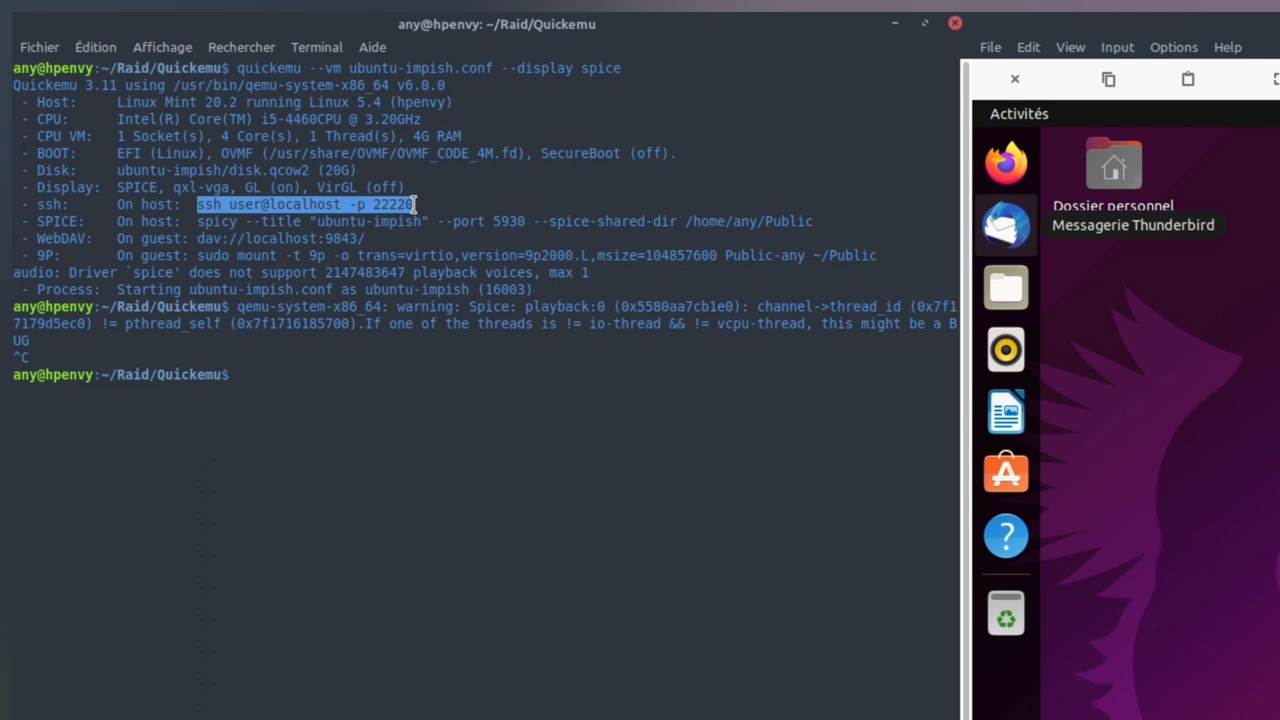 any@hpenvy: ~/Raid/Quickemu
Fichier Édition Affichage Rechercher Terminal Aide
any@hpenvy:~/Raid/Quickemu$ quickemu --vm ubuntu-impish.conf --display spice
Quickemu 3.11 using /usr/bin/qemu-system-x86_64 v6.0.0
- Host: Linux Mint 20.2 running Linux 5.4 (hpenvy)
- CPU: Intel(R) Core(TM) i5-4460CPU @ 3.20GHz
- CPU VM: 1 Socket(s), 4 Core(s), 1 Thread(s), 4G RAM
- BOOT: EFI (Linux), OVMF (/usr/share/OVMF/OVMF_CODE_4M.fd), SecureBoot (off).
- Disk: ubuntu-impish/disk.qcow2 (20G)
- Display: SPICE, qxl-vga, GL (on), VirGL (off)
- ssh: On host: ssh user@localhost -p 22220
- SPICE: On host: spicy --title "ubuntu-impish" --port 5930 --spice-shared-dir /home/any/Public
- WebDAV: On guest: dav://localhost:9843/
- 9P: On guest: sudo mount -t 9p -o trans=virtio,version=9p2000.L,msize=104857600 Public-any ~/Public
audio: Driver `spice' does not support 2147483647 playback voices, max 1
- Process: Starting ubuntu-impish.conf as ubuntu-impish (16003)
any@hpenvy:~/Raid/Quickemu$ qemu-system-x86_64: warning: Spice: playback:0 (0x5580aa7cb1e0): channel->thread_id (0x7f1
7179d5ec0) != pthread_self (0x7f1716185700).If one of the threads is != io-thread && != vcpu-thread, this might be a B
UG
^C
any@hpenvy:~/Raid/Quickemu$
File Edit View Input Options Help
Activités
Dossier personnel
Messagerie Thunderbird